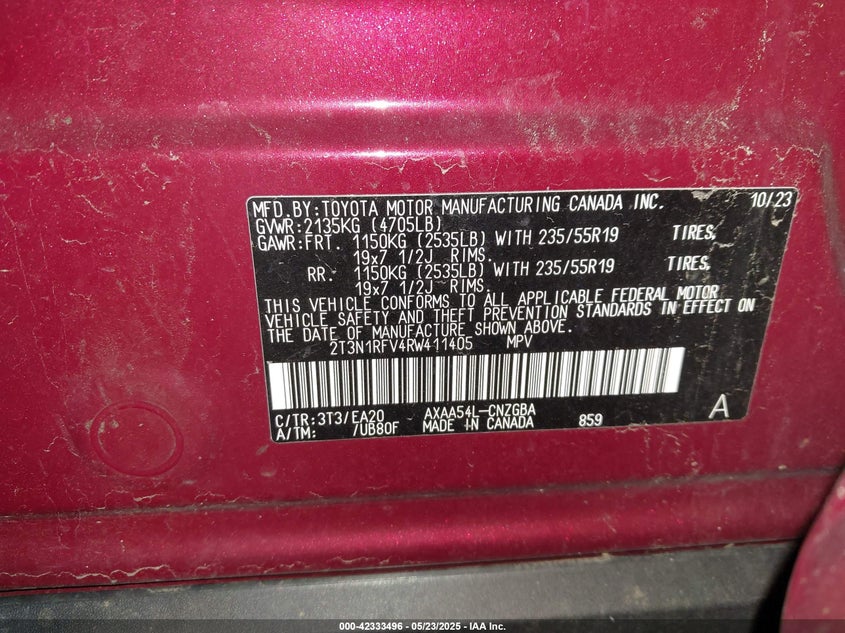 MFD.BY:TOYOTA MOTOR MANUFACTURING CANADA INC. 10/23
GVWR:2135KG (4705LB)
GAWR:FRT. 1150KG (2535LB) WITH 235/55R19 TIRES,
19x7 1/2J RIMS.
RR. 1150KG (2535LB) WITH 235/55R19 TIRES,
19x7 1/2J RIMS.
THIS VEHICLE CONFORMS TO ALL APPLICABLE FEDERAL MOTOR
VEHICLE SAFETY AND THEFT PREVENTION STANDARDS IN EFFECT ON
THE DATE OF MANUFACTURE SHOWN ABOVE.
2T3N1RFV4RW411405 MPV
C/TR:3T3/EA20 AXAA54L-CNZGBA
A/TM: /UB80F MADE IN CANADA 859 A
000-42333496 - 05/23/2025 - IAA Inc.